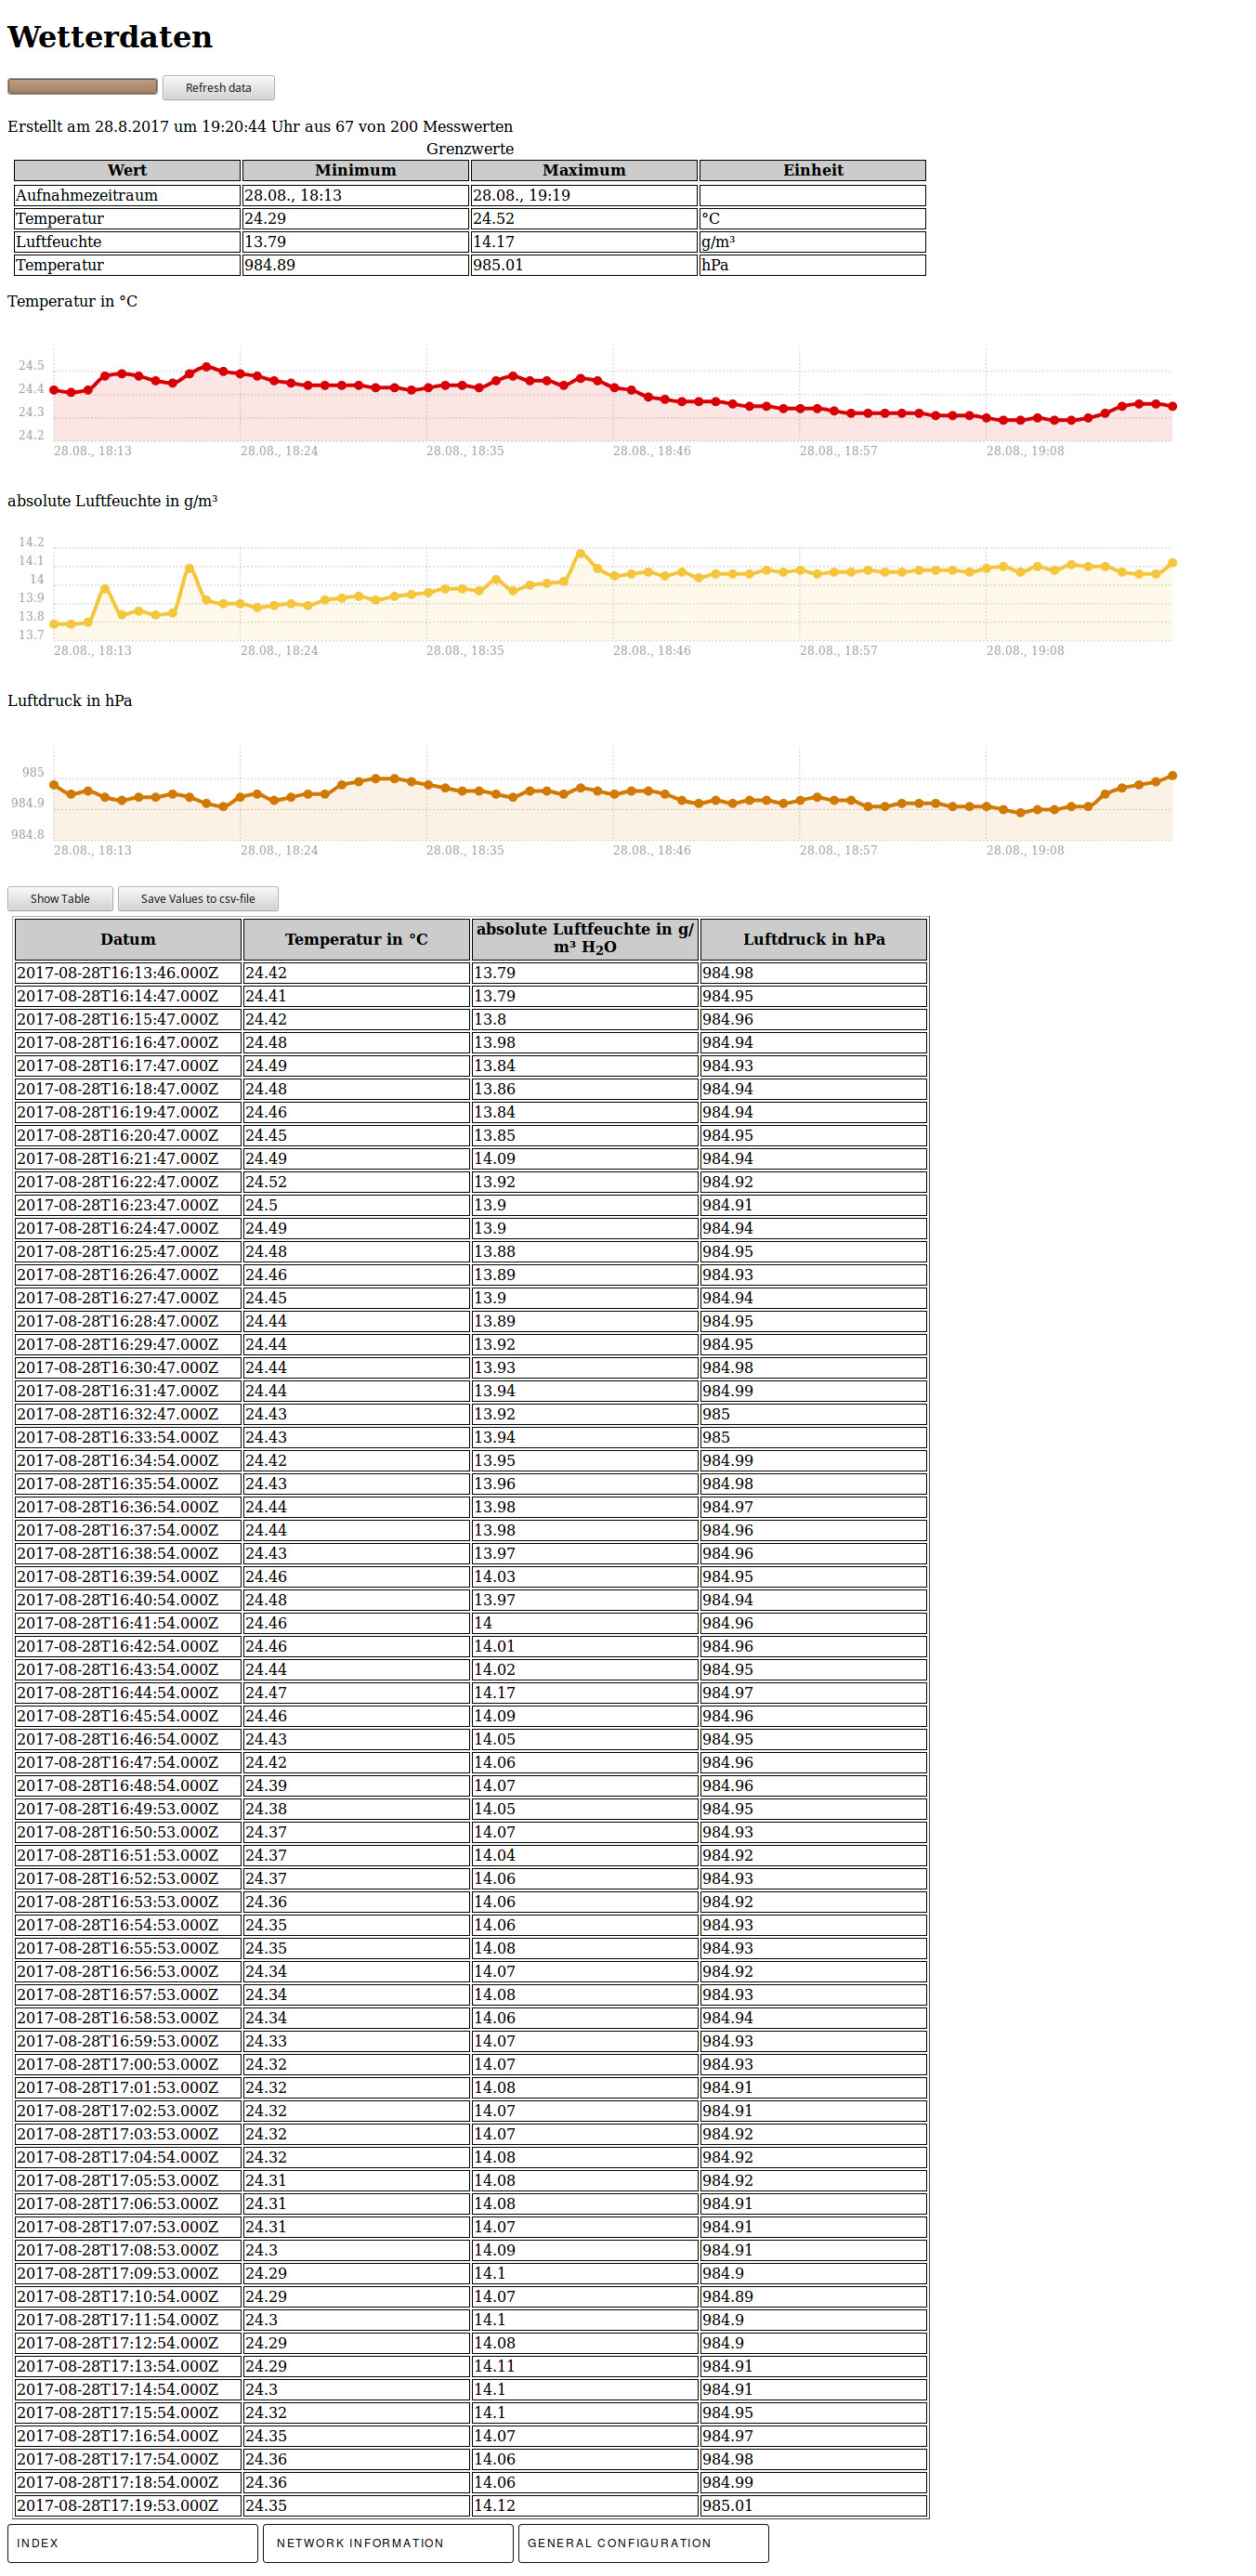 Wetterdaten
Refresh data
Erstellt am 28.8.2017 um 19:20:44 Uhr aus 67 von 200 Messwerten
Grenzwerte
Wert Minimum Maximum Einheit
Aufnahmezeitraum 28.08., 18:13 28.08., 19:19
Temperatur 24.29 24.52 °C
Luftfeuchte 13.79 14.17 g/m³
Temperatur 984.89 985.01 hPa
Temperatur in °C
24.5
24.4
24.3
24.2
28.08., 18:13 28.08., 18:24 28.08., 18:35 28.08., 18:46 28.08., 18:57 28.08., 19:08
absolute Luftfeuchte in g/m³
14.2
14.1
14
13.9
13.8
13.7
28.08., 18:13 28.08., 18:24 28.08., 18:35 28.08., 18:46 28.08., 18:57 28.08., 19:08
Luftdruck in hPa
985
984.9
984.8
28.08., 18:13 28.08., 18:24 28.08., 18:35 28.08., 18:46 28.08., 18:57 28.08., 19:08
Show Table Save Values to csv-file
Datum Temperatur in °C absolute Luftfeuchte in g/
m³ H₂O Luftdruck in hPa
2017-08-28T16:13:46.000Z 24.42 13.79 984.98
2017-08-28T16:14:47.000Z 24.41 13.79 984.95
2017-08-28T16:15:47.000Z 24.42 13.8 984.96
2017-08-28T16:16:47.000Z 24.48 13.98 984.94
2017-08-28T16:17:47.000Z 24.49 13.84 984.93
2017-08-28T16:18:47.000Z 24.48 13.86 984.94
2017-08-28T16:19:47.000Z 24.46 13.84 984.94
2017-08-28T16:20:47.000Z 24.45 13.85 984.95
2017-08-28T16:21:47.000Z 24.49 14.09 984.94
2017-08-28T16:22:47.000Z 24.52 13.92 984.92
2017-08-28T16:23:47.000Z 24.5 13.9 984.91
2017-08-28T16:24:47.000Z 24.49 13.9 984.94
2017-08-28T16:25:47.000Z 24.48 13.88 984.95
2017-08-28T16:26:47.000Z 24.46 13.89 984.93
2017-08-28T16:27:47.000Z 24.45 13.9 984.94
2017-08-28T16:28:47.000Z 24.44 13.89 984.95
2017-08-28T16:29:47.000Z 24.44 13.92 984.95
2017-08-28T16:30:47.000Z 24.44 13.93 984.98
2017-08-28T16:31:47.000Z 24.44 13.94 984.99
2017-08-28T16:32:47.000Z 24.43 13.92 985
2017-08-28T16:33:54.000Z 24.43 13.94 985
2017-08-28T16:34:54.000Z 24.42 13.95 984.99
2017-08-28T16:35:54.000Z 24.43 13.96 984.98
2017-08-28T16:36:54.000Z 24.44 13.98 984.97
2017-08-28T16:37:54.000Z 24.44 13.98 984.96
2017-08-28T16:38:54.000Z 24.43 13.97 984.96
2017-08-28T16:39:54.000Z 24.46 14.03 984.95
2017-08-28T16:40:54.000Z 24.48 13.97 984.94
2017-08-28T16:41:54.000Z 24.46 14 984.96
2017-08-28T16:42:54.000Z 24.46 14.01 984.96
2017-08-28T16:43:54.000Z 24.44 14.02 984.95
2017-08-28T16:44:54.000Z 24.47 14.17 984.97
2017-08-28T16:45:54.000Z 24.46 14.09 984.96
2017-08-28T16:46:54.000Z 24.43 14.05 984.95
2017-08-28T16:47:54.000Z 24.42 14.06 984.96
2017-08-28T16:48:54.000Z 24.39 14.07 984.96
2017-08-28T16:49:53.000Z 24.38 14.05 984.95
2017-08-28T16:50:53.000Z 24.37 14.07 984.93
2017-08-28T16:51:53.000Z 24.37 14.04 984.92
2017-08-28T16:52:53.000Z 24.37 14.06 984.93
2017-08-28T16:53:53.000Z 24.36 14.06 984.92
2017-08-28T16:54:53.000Z 24.35 14.06 984.93
2017-08-28T16:55:53.000Z 24.35 14.08 984.93
2017-08-28T16:56:53.000Z 24.34 14.07 984.92
2017-08-28T16:57:53.000Z 24.34 14.08 984.93
2017-08-28T16:58:53.000Z 24.34 14.06 984.94
2017-08-28T16:59:53.000Z 24.33 14.07 984.93
2017-08-28T17:00:53.000Z 24.32 14.07 984.93
2017-08-28T17:01:53.000Z 24.32 14.08 984.91
2017-08-28T17:02:53.000Z 24.32 14.07 984.91
2017-08-28T17:03:53.000Z 24.32 14.07 984.92
2017-08-28T17:04:54.000Z 24.32 14.08 984.92
2017-08-28T17:05:53.000Z 24.31 14.08 984.92
2017-08-28T17:06:53.000Z 24.31 14.08 984.91
2017-08-28T17:07:53.000Z 24.31 14.07 984.91
2017-08-28T17:08:53.000Z 24.3 14.09 984.91
2017-08-28T17:09:53.000Z 24.29 14.1 984.9
2017-08-28T17:10:54.000Z 24.29 14.07 984.89
2017-08-28T17:11:54.000Z 24.3 14.1 984.9
2017-08-28T17:12:54.000Z 24.29 14.08 984.9
2017-08-28T17:13:54.000Z 24.29 14.11 984.91
2017-08-28T17:14:54.000Z 24.3 14.1 984.91
2017-08-28T17:15:54.000Z 24.32 14.1 984.95
2017-08-28T17:16:54.000Z 24.35 14.07 984.97
2017-08-28T17:17:54.000Z 24.36 14.06 984.98
2017-08-28T17:18:54.000Z 24.36 14.06 984.99
2017-08-28T17:19:53.000Z 24.35 14.12 985.01
INDEX NETWORK INFORMATION GENERAL CONFIGURATION